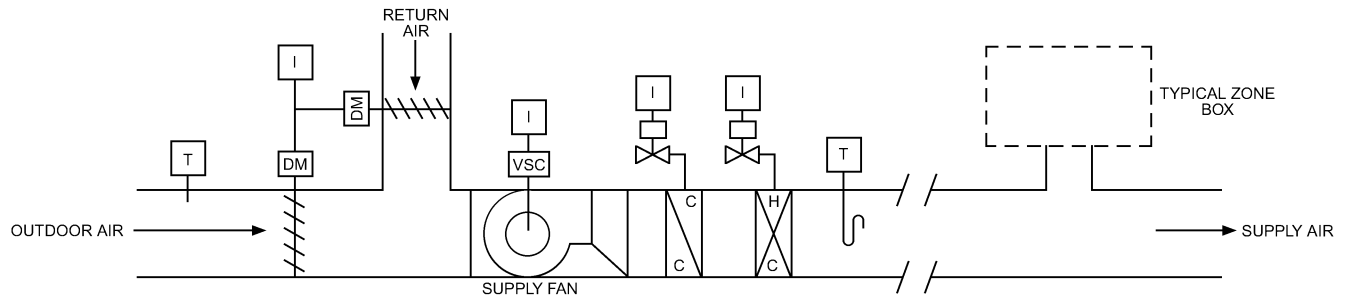 RETURN
AIR
I
DM
I
I
I
TYPICAL ZONE
BOX
T
DM
VSC
T
C
H
OUTDOOR AIR
SUPPLY AIR
C
C
SUPPLY FAN